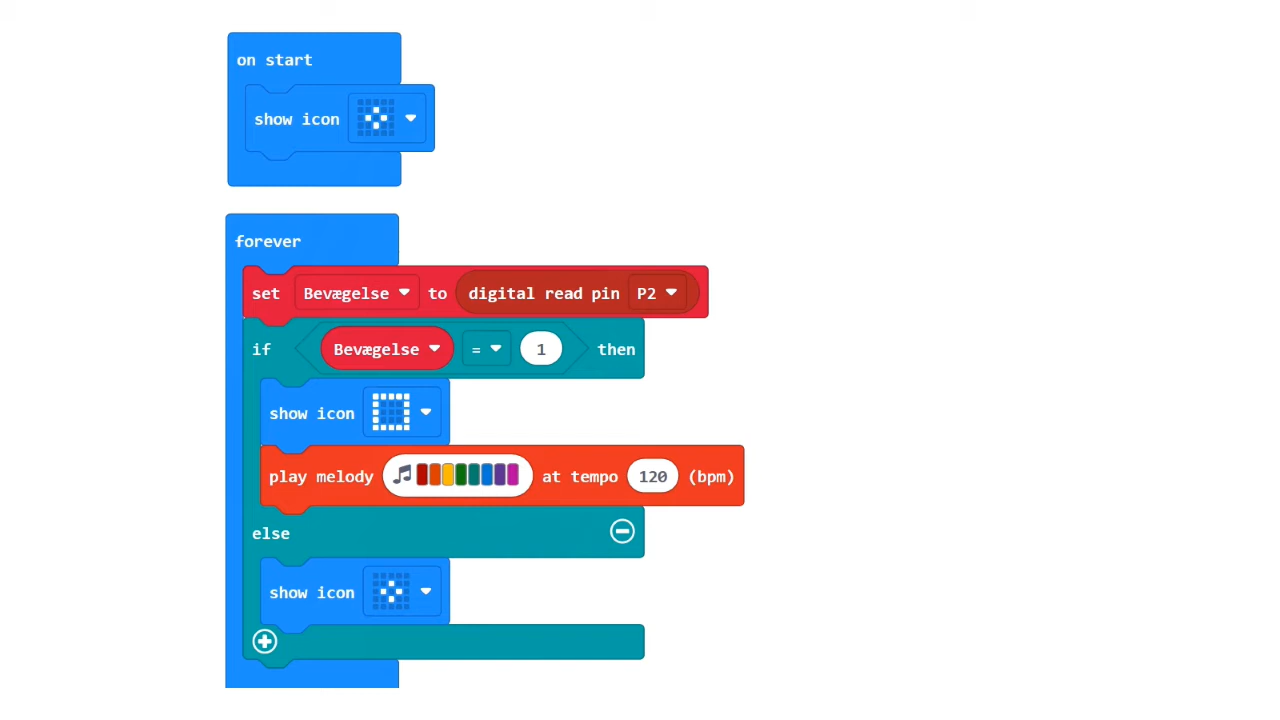 on start
show icon
forever
set Bevægelse to digital read pin P2
if Bevægelse = 1 then
show icon
play melody at tempo 120 (bpm)
else
show icon